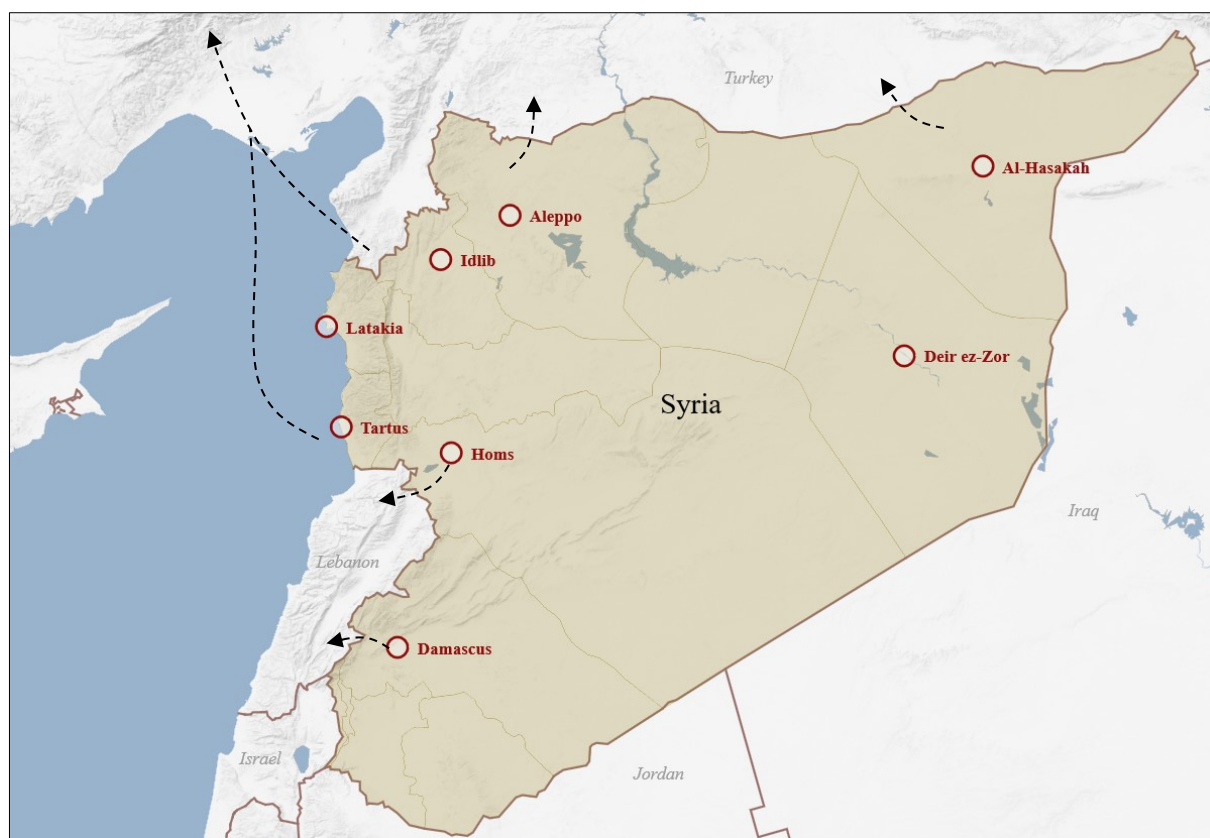 Turkey
Al-Hasakah
Aleppo
Idlib
Latakia
Deir ez-Zor
Syria
Tartus
Homs
Iraq
Lebanon
Damascus
Israel
Jordan